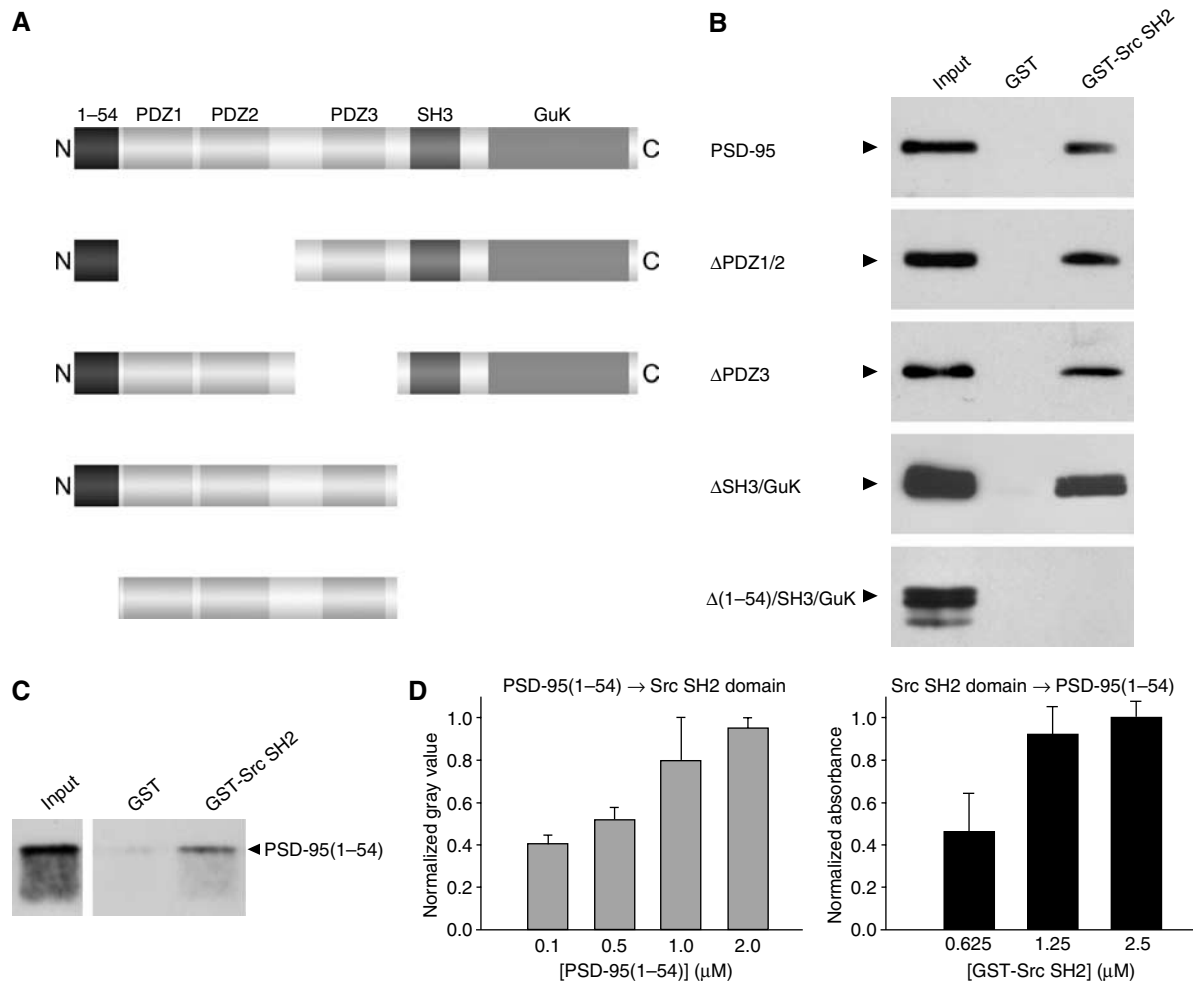 A
1–54 PDZ1 PDZ2 PDZ3 SH3 GuK
N C
N C
N C
N
B
Input GST GST-Src SH2
PSD-95
ΔPDZ1/2
ΔPDZ3
ΔSH3/GuK
Δ(1–54)/SH3/GuK
C
Input GST GST-Src SH2
PSD-95(1–54)
D
PSD-95(1–54) → Src SH2 domain
Normalized gray value
1.0
0.8
0.6
0.4
0.2
0.0
0.1 0.5 1.0 2.0
[PSD-95(1–54)] (μM)
Src SH2 domain → PSD-95(1–54)
Normalized absorbance
1.0
0.8
0.6
0.4
0.2
0.0
0.625 1.25 2.5
[GST-Src SH2] (μM)